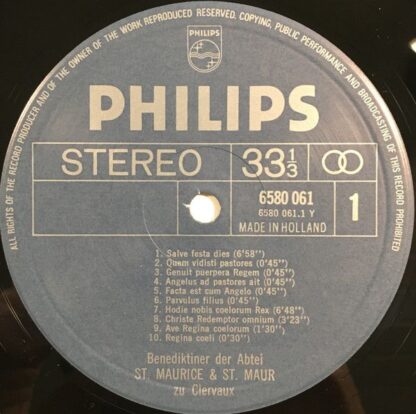 ALL RIGHTS OF THE RECORD PRODUCER AND OF THE OWNER OF THE WORK REPRODUCED RESERVED. COPYING, PUBLIC PERFORMANCE AND BROADCASTING OF THIS RECORD PROHIBITED
PHILIPS
PHILIPS
STEREO 33⅓
6580 061
6580 061.1 Y
MADE IN HOLLAND
1
1. Salve festa dies (6'58")
2. Quem vidisti pastores (0'45")
3. Genuit puerpera Regem (0'45")
4. Angelus ad pastores ait (0'45")
5. Facta est cum Angelo (0'45")
6. Parvulus filius (0'45")
7. Hodie nobis coelorum Rex (6'48")
8. Christe Redemptor omnium (3'23")
9. Ave Regina coelorum (1'30")
10. Regina coeli (0'30")
Benediktiner der Abtei
ST. MAURICE & ST. MAUR
zu Clervaux